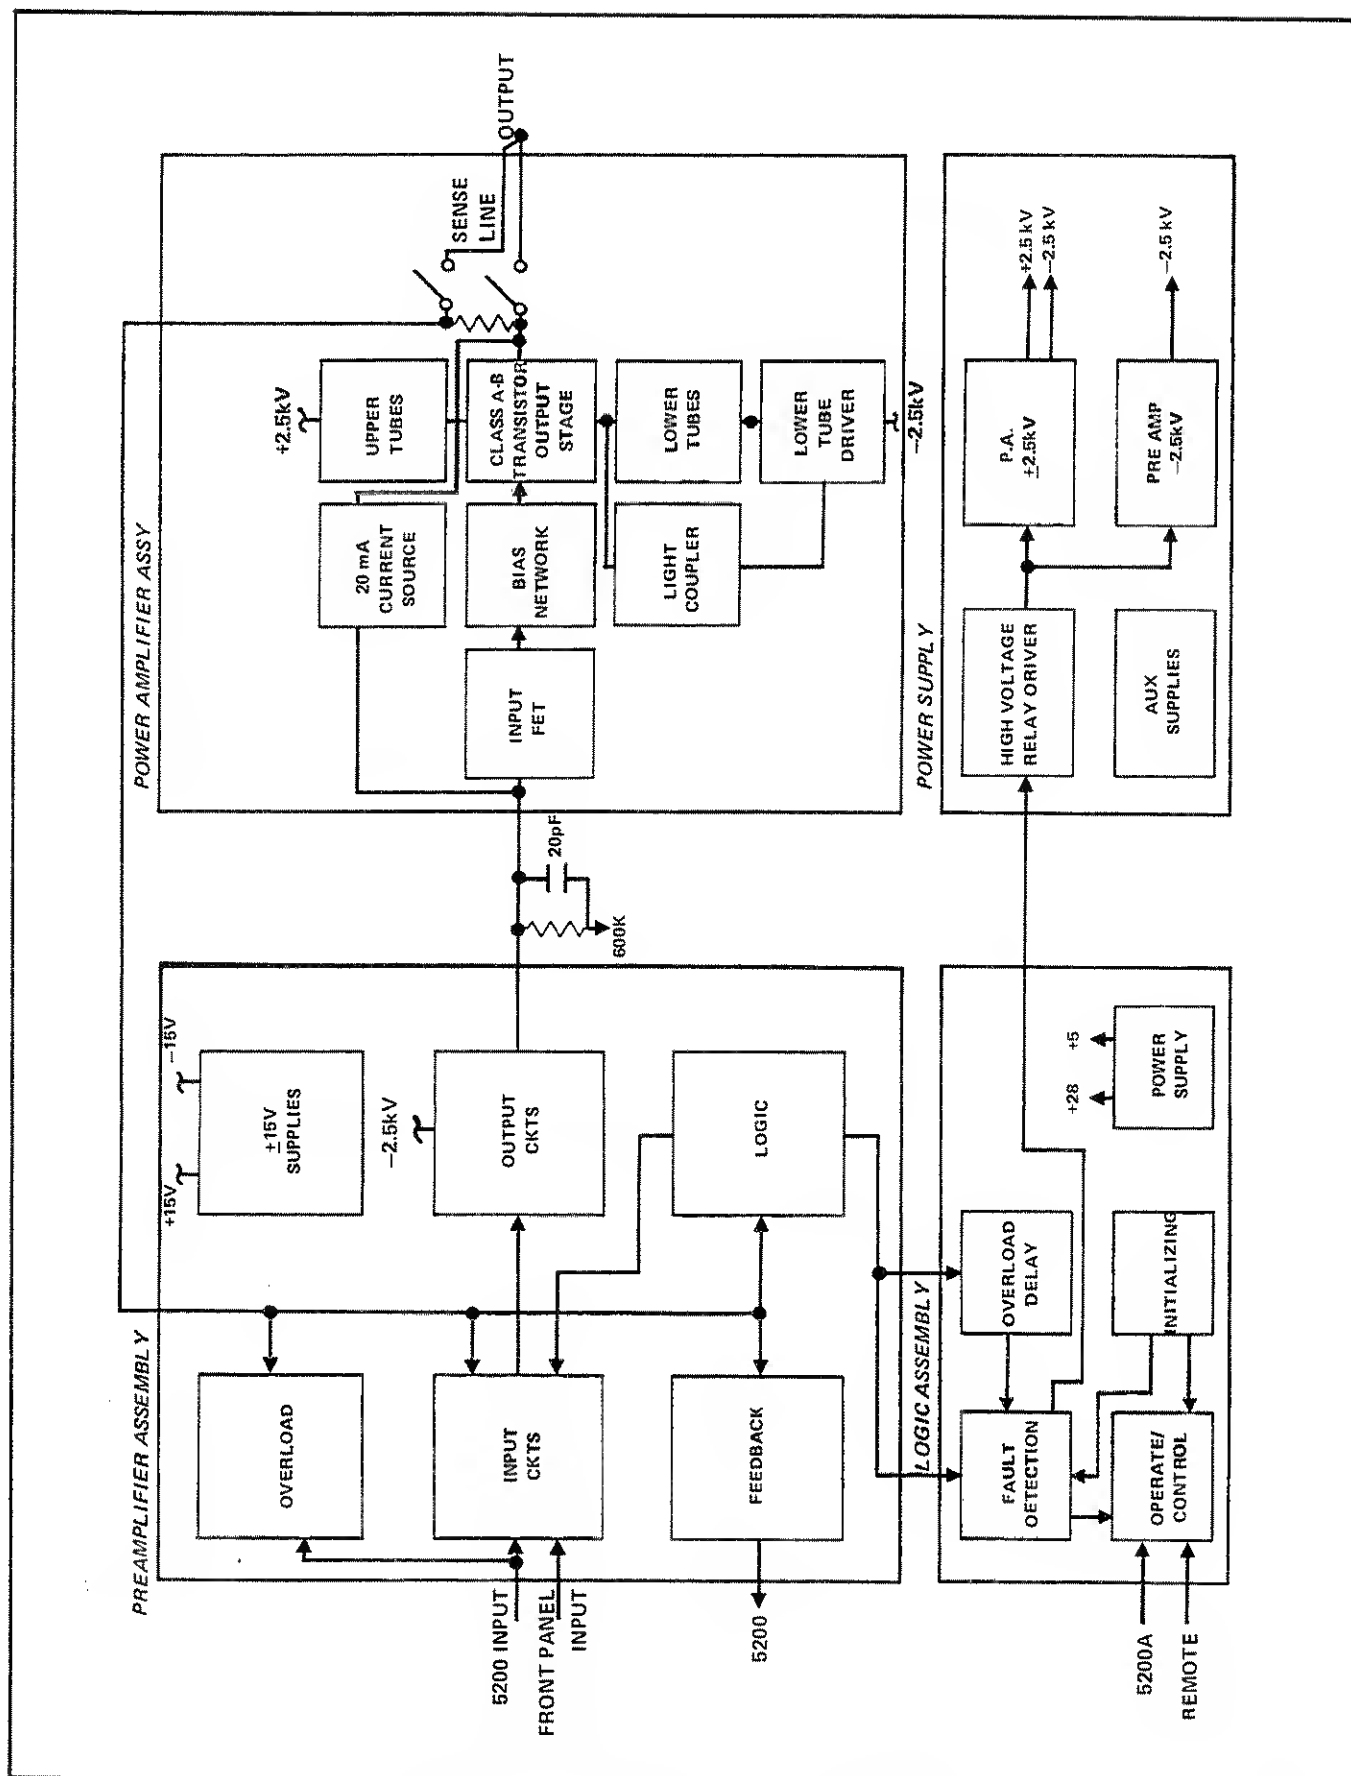 PREAMPLIFIER ASSEMBLY
+15V
−15V
±15V
SUPPLIES
OVERLOAD
−2.5kV
INPUT
CKTS
OUTPUT
CKTS
5200 INPUT
FRONT PANEL
INPUT
FEEDBACK
LOGIC
5200
20pF
600K
POWER AMPLIFIER ASSY
+2.5kV
20 mA
CURRENT
SOURCE
UPPER
TUBES
SENSE
LINE
OUTPUT
INPUT
FET
BIAS
NETWORK
CLASS A-B
TRANSISTOR
OUTPUT
STAGE
LIGHT
COUPLER
LOWER
TUBES
LOWER
TUBE
DRIVER
−2.5kV
LOGIC ASSEMBLY
FAULT
DETECTION
OVERLOAD
DELAY
+28
+5
5200A
REMOTE
OPERATE/
CONTROL
INITIALIZING
POWER
SUPPLY
POWER SUPPLY
HIGH VOLTAGE
RELAY DRIVER
P.A.
±2.5kV
+2.5 kV
−2.5 kV
AUX
SUPPLIES
PRE AMP
−2.5kV
−2.5 kV